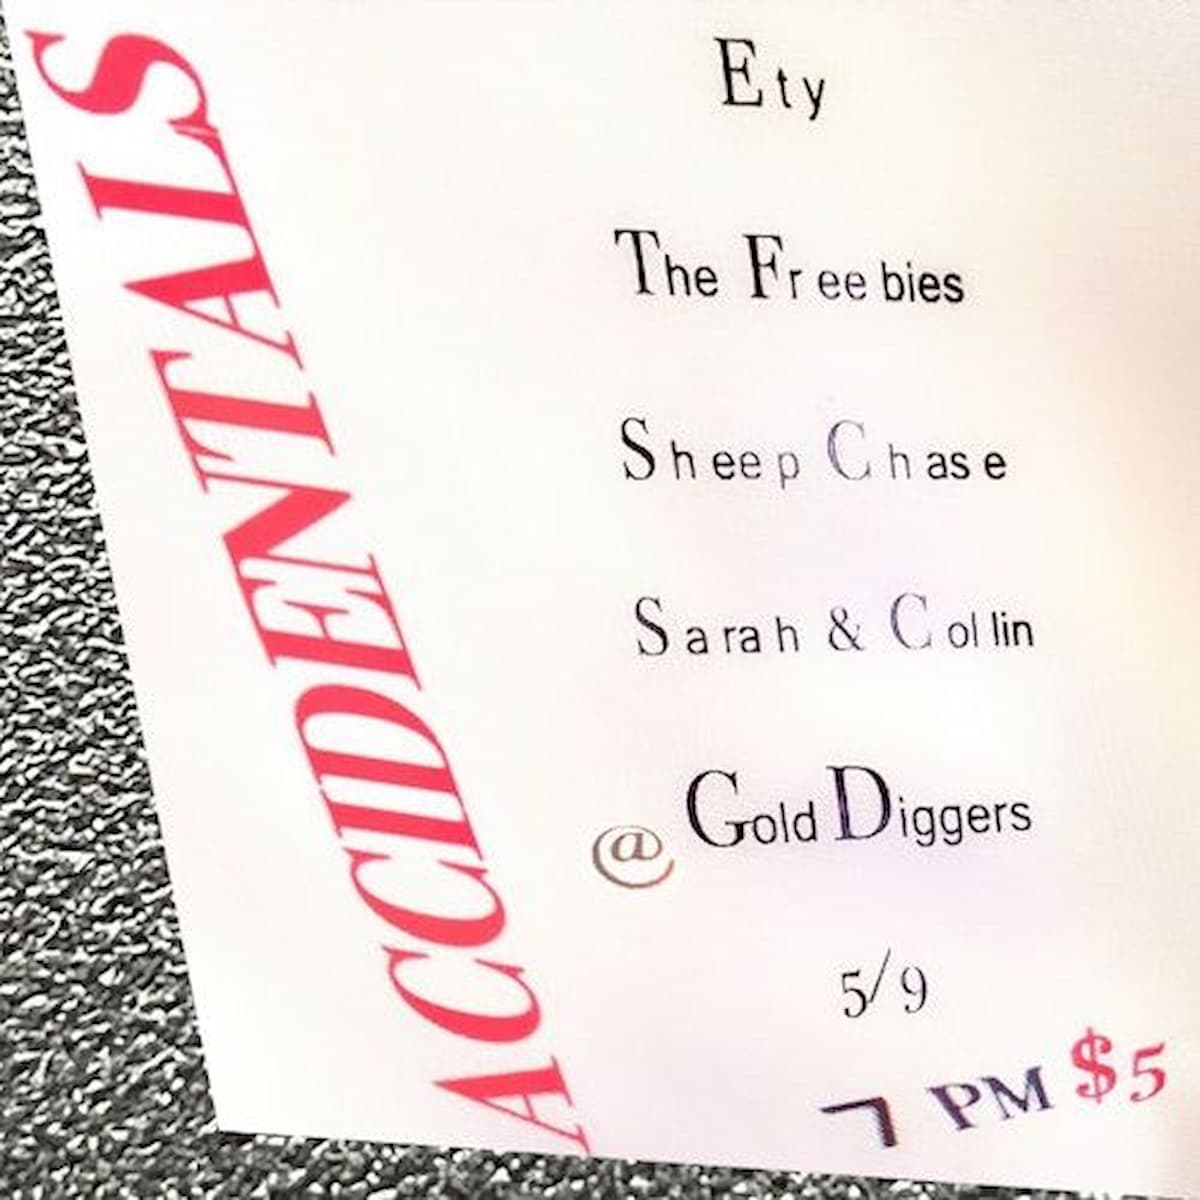 ACCIDENTALS
Ety
The Freebies
Sheep Chase
Sarah & Collin
@ Gold Diggers
5/9
7 PM $5